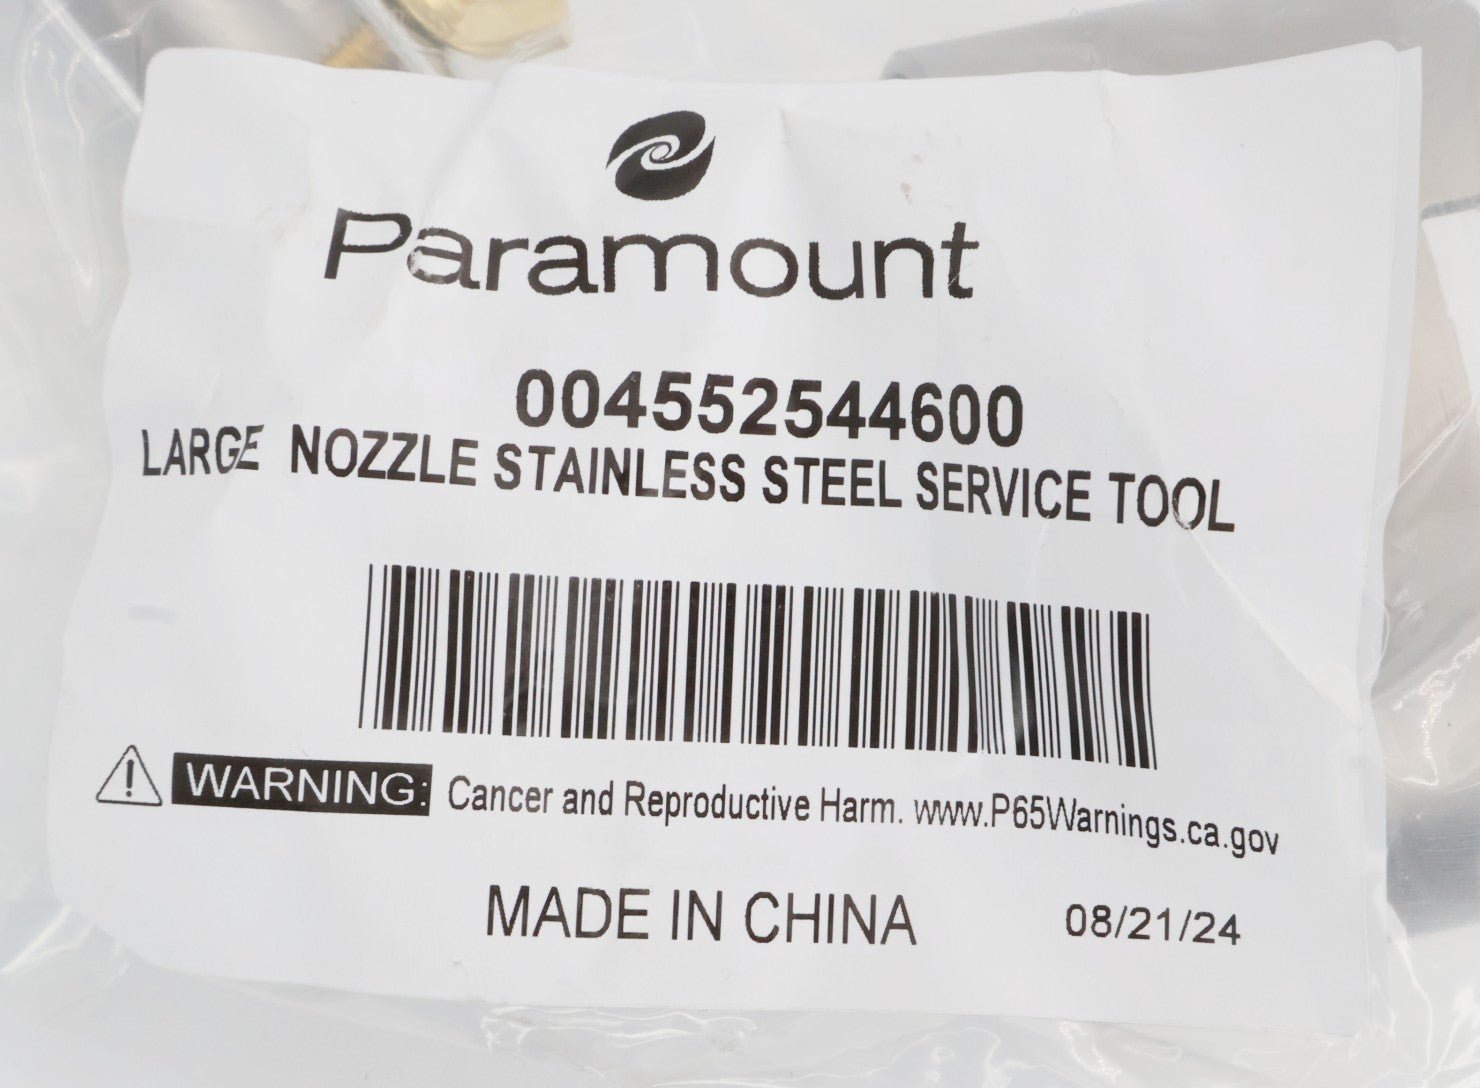 Paramount
004552544600
LARGE NOZZLE STAINLESS STEEL SERVICE TOOL
WARNING: Cancer and Reproductive Harm. www.P65Warnings.ca.gov
MADE IN CHINA 08/21/24